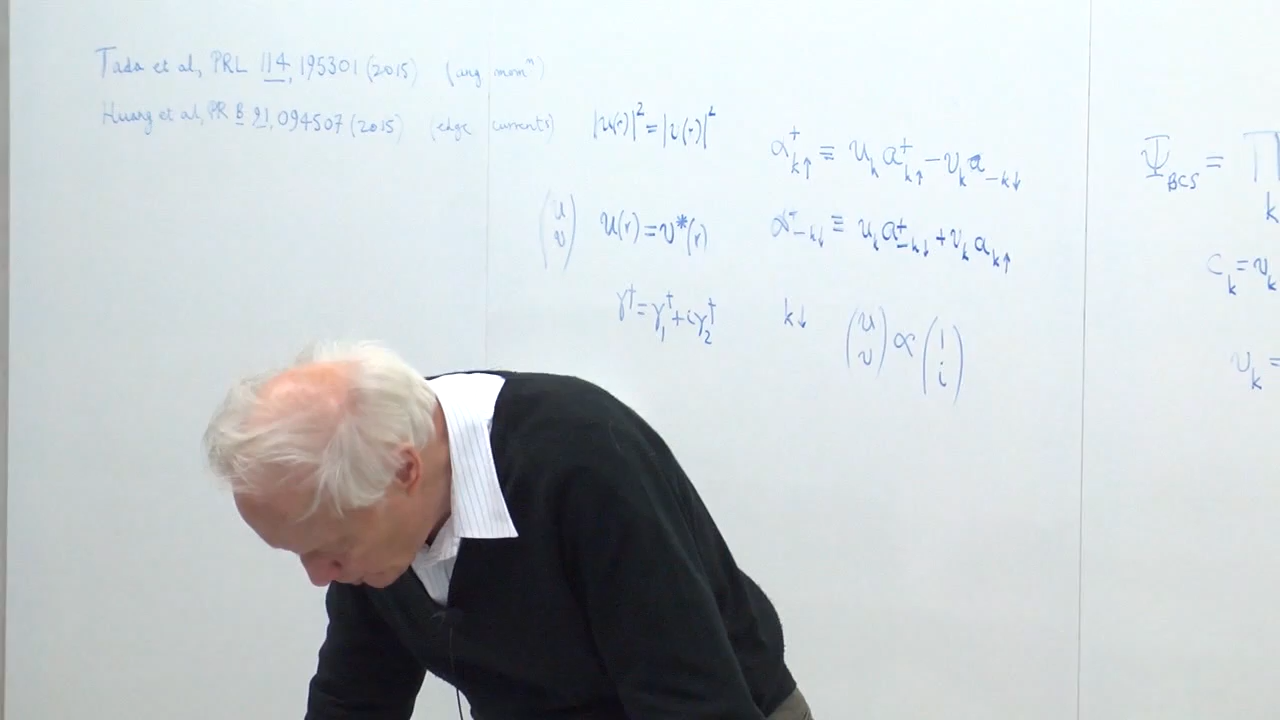 Tada et al, PRL 114, 195301 (2015) (ang momⁿ)
Huang et al, PR B 91, 094507 (2015) (edge currents)
|u(r)|² = |v(r)|²
(u v) u(r) = v*(r)
γ† = γ₁† + iγ₂†
α†ₖ↑ ≡ uₖ a†ₖ↑ − vₖ a₋ₖ↓
α†₋ₖ↓ ≡ uₖ a†₋ₖ↓ + vₖ aₖ↑
k↓ (u v) ∝ (1 i)
Ψ_BCS = ∏ₖ
cₖ = vₖ
vₖ =